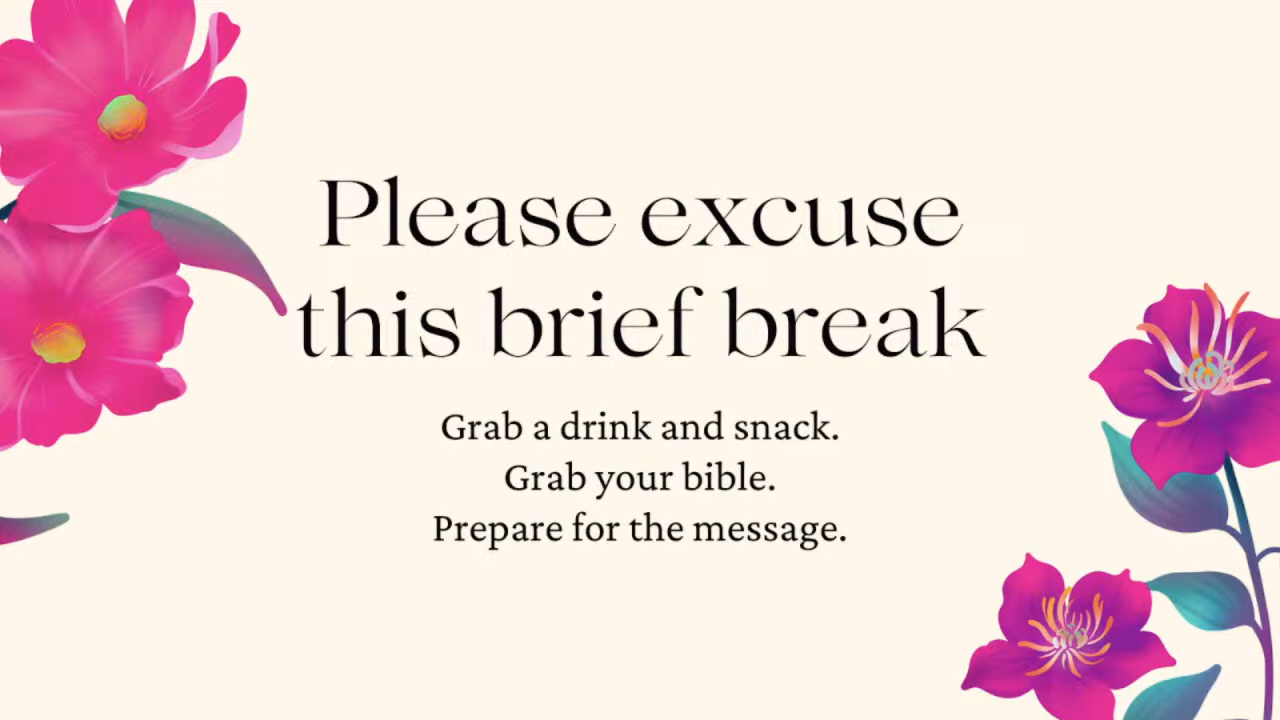 Please excuse
this brief break
Grab a drink and snack.
Grab your bible.
Prepare for the message.